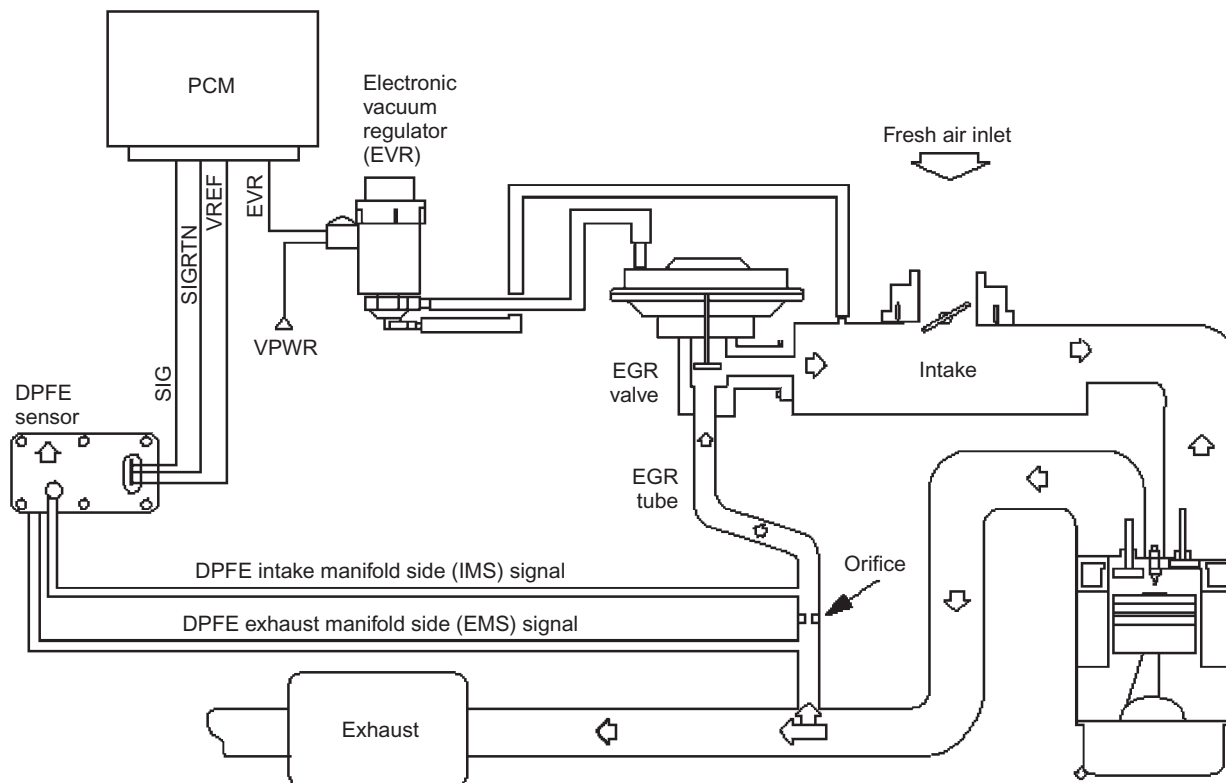 PCM
Electronic
vacuum
regulator
(EVR)
Fresh air inlet
SIGRTN
VREF
EVR
SIG
VPWR
DPFE
sensor
EGR
valve
Intake
EGR
tube
DPFE intake manifold side (IMS) signal
Orifice
DPFE exhaust manifold side (EMS) signal
Exhaust